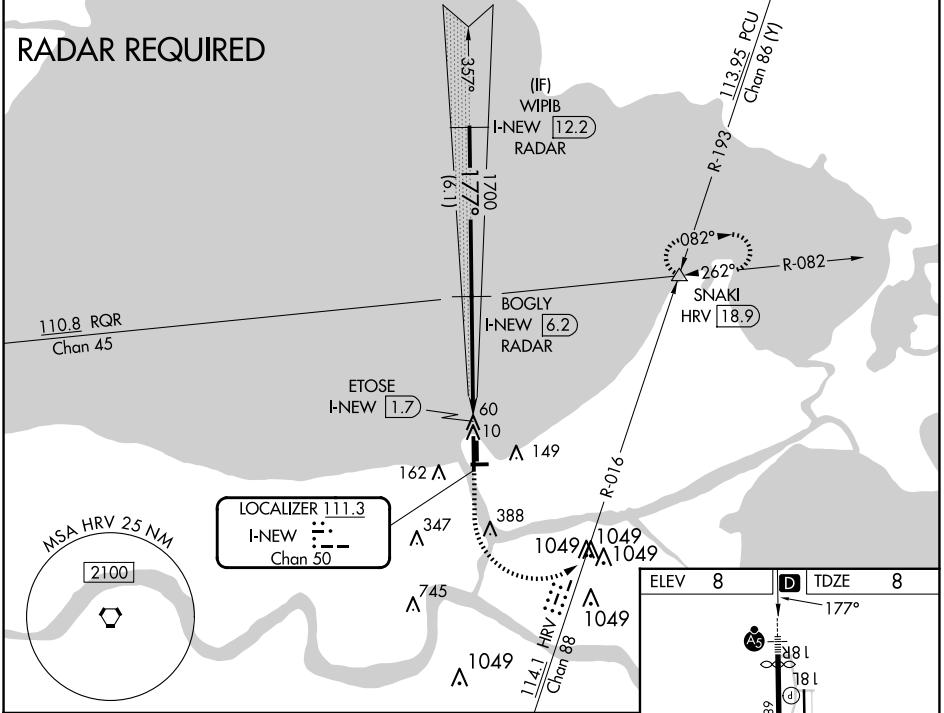 RADAR REQUIRED
357°
(IF)
WIPIB
I-NEW 12.2
RADAR
113.95 PCU
Chan 86 (Y)
R-193
1700
177°
(6.1)
082°
262°
R-082
SNAKI
HRV 18.9
BOGLY
I-NEW 6.2
RADAR
110.8 RQR
Chan 45
ETOSE
I-NEW 1.7
60
10
149
162
R-016
LOCALIZER 111.3
I-NEW
Chan 50
347
388
1049
1049
1049
1049
745
1049
114.1 HRV
Chan 88
MSA HRV 25 NM
2100
ELEV 8
D
TDZE 8
177°
A5
18R
18L
P